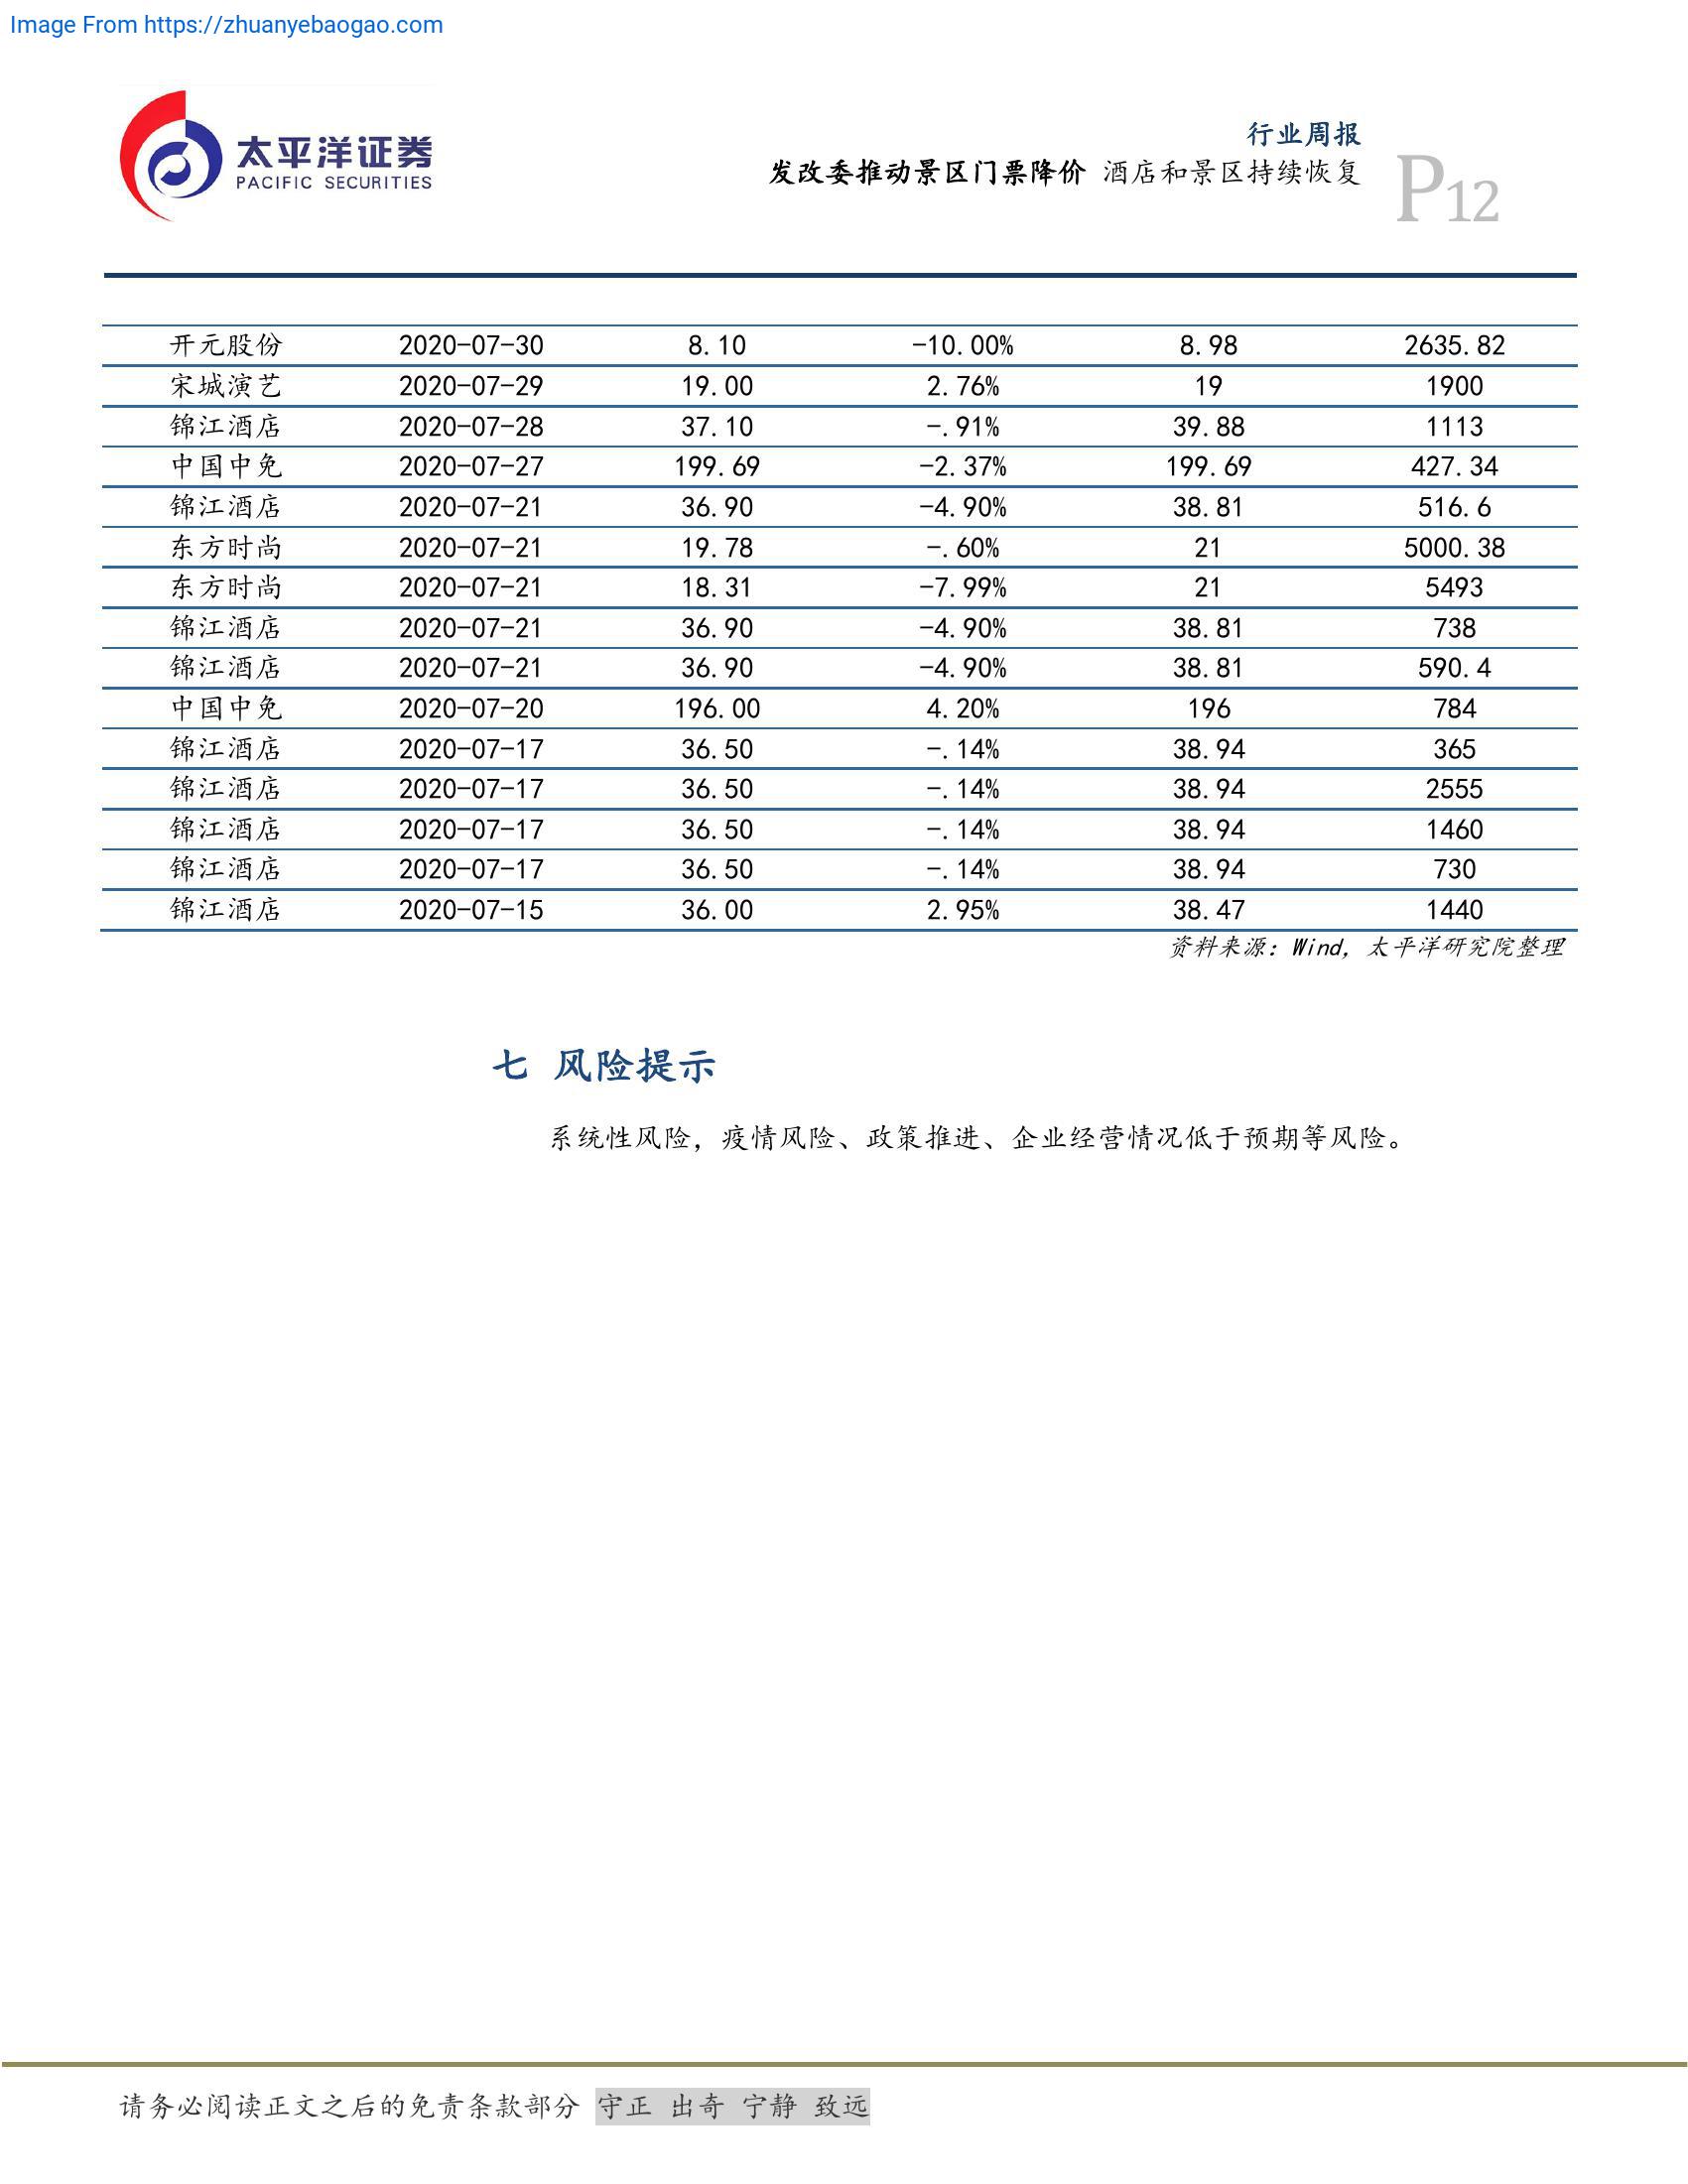 Image From https://zhuanyebaogao.com
太平洋证券
PACIFIC SECURITIES
行业周报
发改委推动景区门票降价 酒店和景区持续恢复
P12
开元股份 2020-07-30 8.10 -10.00% 8.98 2635.82
宋城演艺 2020-07-29 19.00 2.76% 19 1900
锦江酒店 2020-07-28 37.10 -.91% 39.88 1113
中国中免 2020-07-27 199.69 -2.37% 199.69 427.34
锦江酒店 2020-07-21 36.90 -4.90% 38.81 516.6
东方时尚 2020-07-21 19.78 -.60% 21 5000.38
东方时尚 2020-07-21 18.31 -7.99% 21 5493
锦江酒店 2020-07-21 36.90 -4.90% 38.81 738
锦江酒店 2020-07-21 36.90 -4.90% 38.81 590.4
中国中免 2020-07-20 196.00 4.20% 196 784
锦江酒店 2020-07-17 36.50 -.14% 38.94 365
锦江酒店 2020-07-17 36.50 -.14% 38.94 2555
锦江酒店 2020-07-17 36.50 -.14% 38.94 1460
锦江酒店 2020-07-17 36.50 -.14% 38.94 730
锦江酒店 2020-07-15 36.00 2.95% 38.47 1440
资料来源：Wind，太平洋研究院整理
七 风险提示
系统性风险，疫情风险、政策推进、企业经营情况低于预期等风险。
请务必阅读正文之后的免责条款部分 守正 出奇 宁静 致远